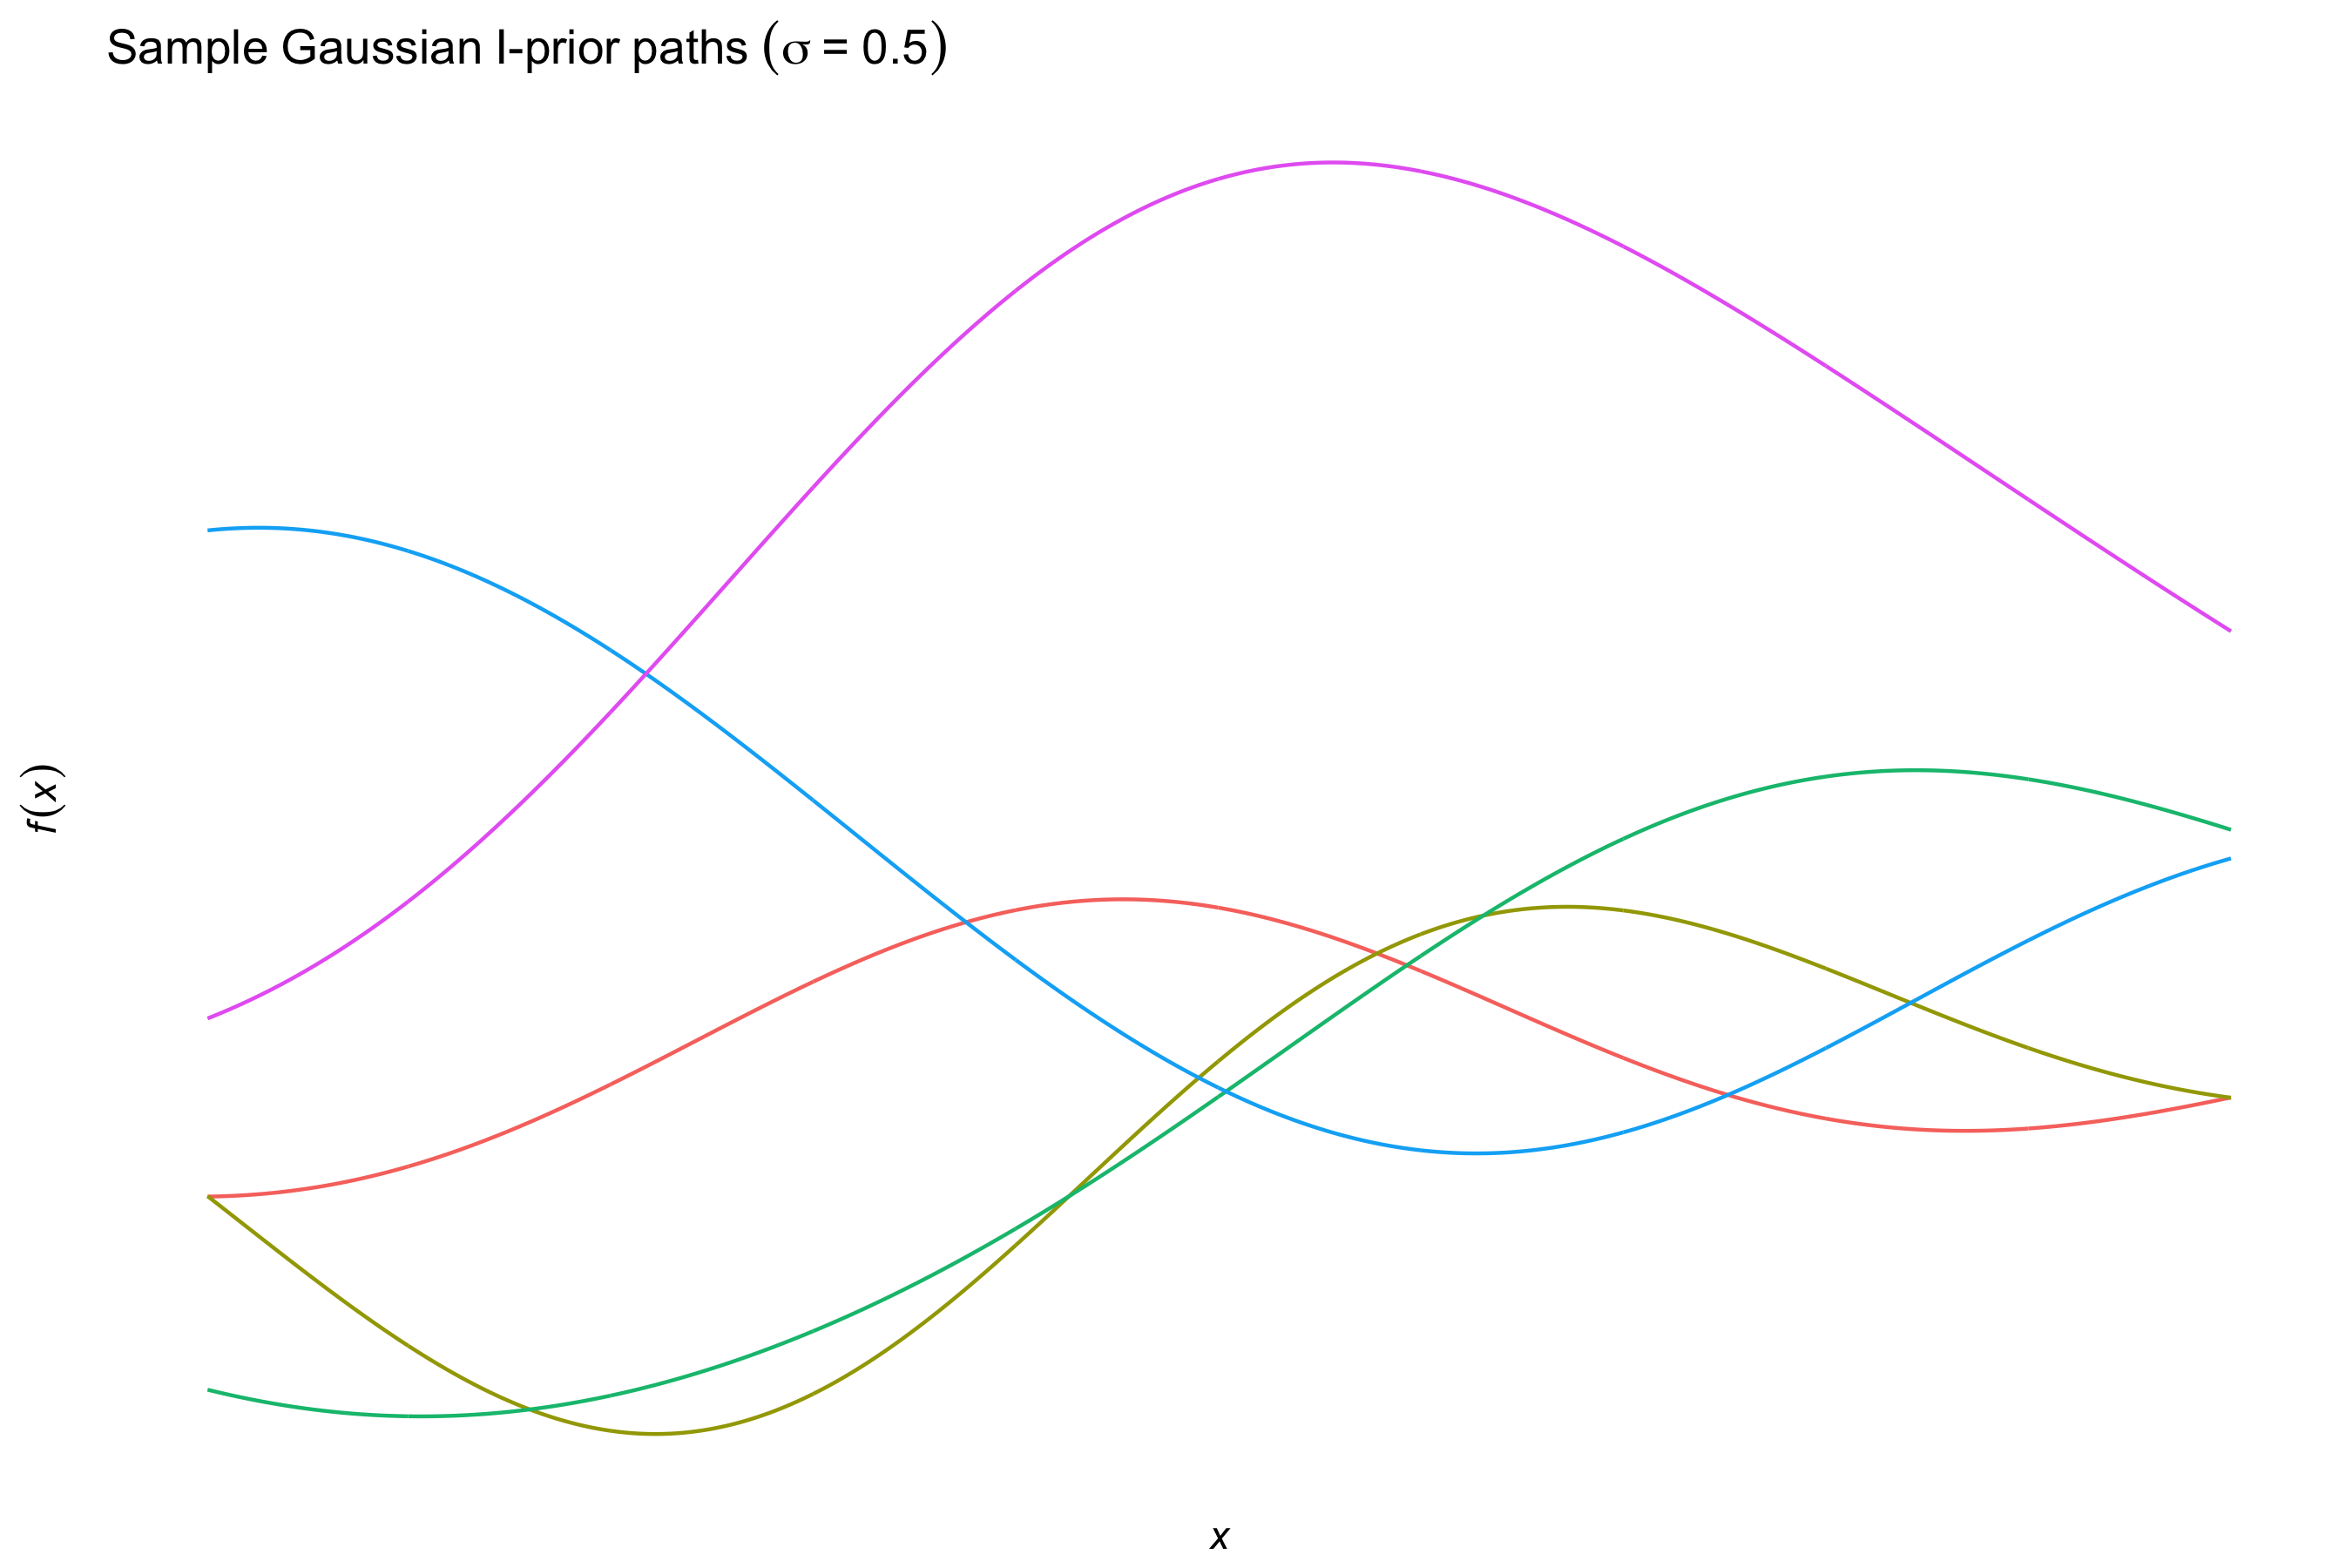 Sample Gaussian I-prior paths (σ = 0.5)
f(x)
x